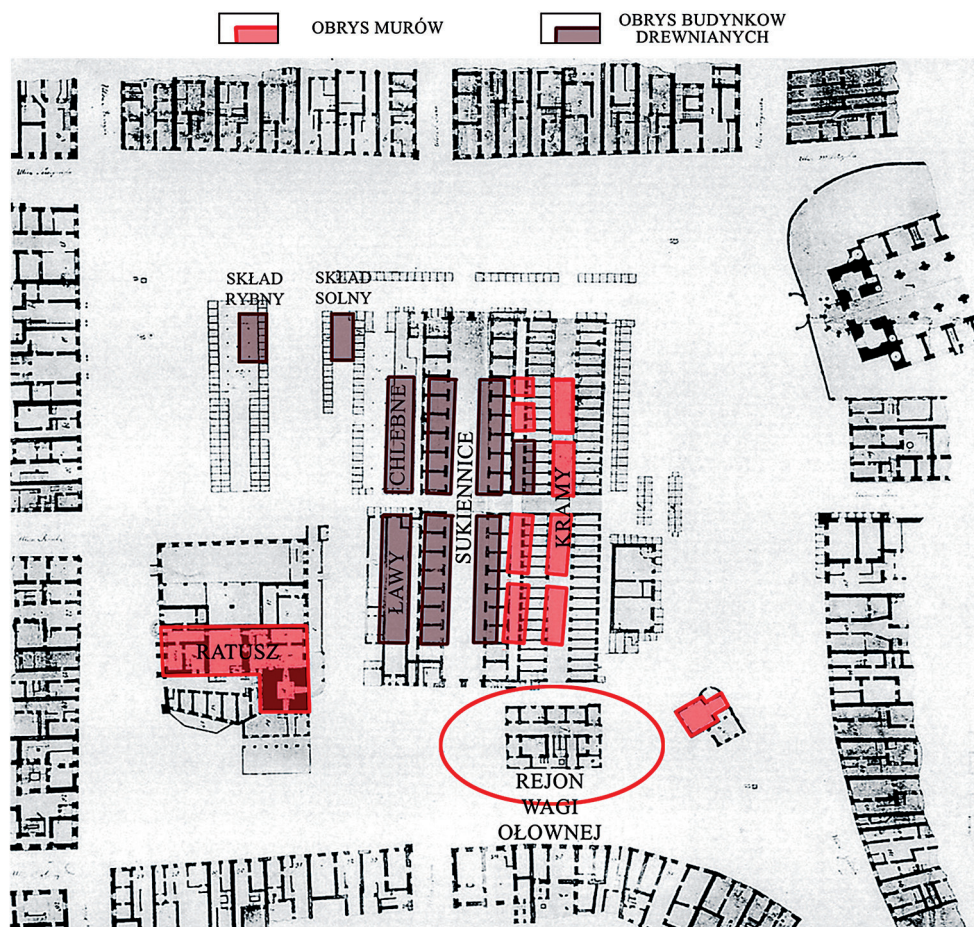 OBRYS MURÓW
OBRYS BUDYNKOW
DREWNIANYCH
SKŁAD
RYBNY
SKŁAD
SOLNY
CHLEBNE
ŁAWY
SUKIENNICE
KRAMY
RATUSZ
REJON
WAGI
OŁOWNEJ